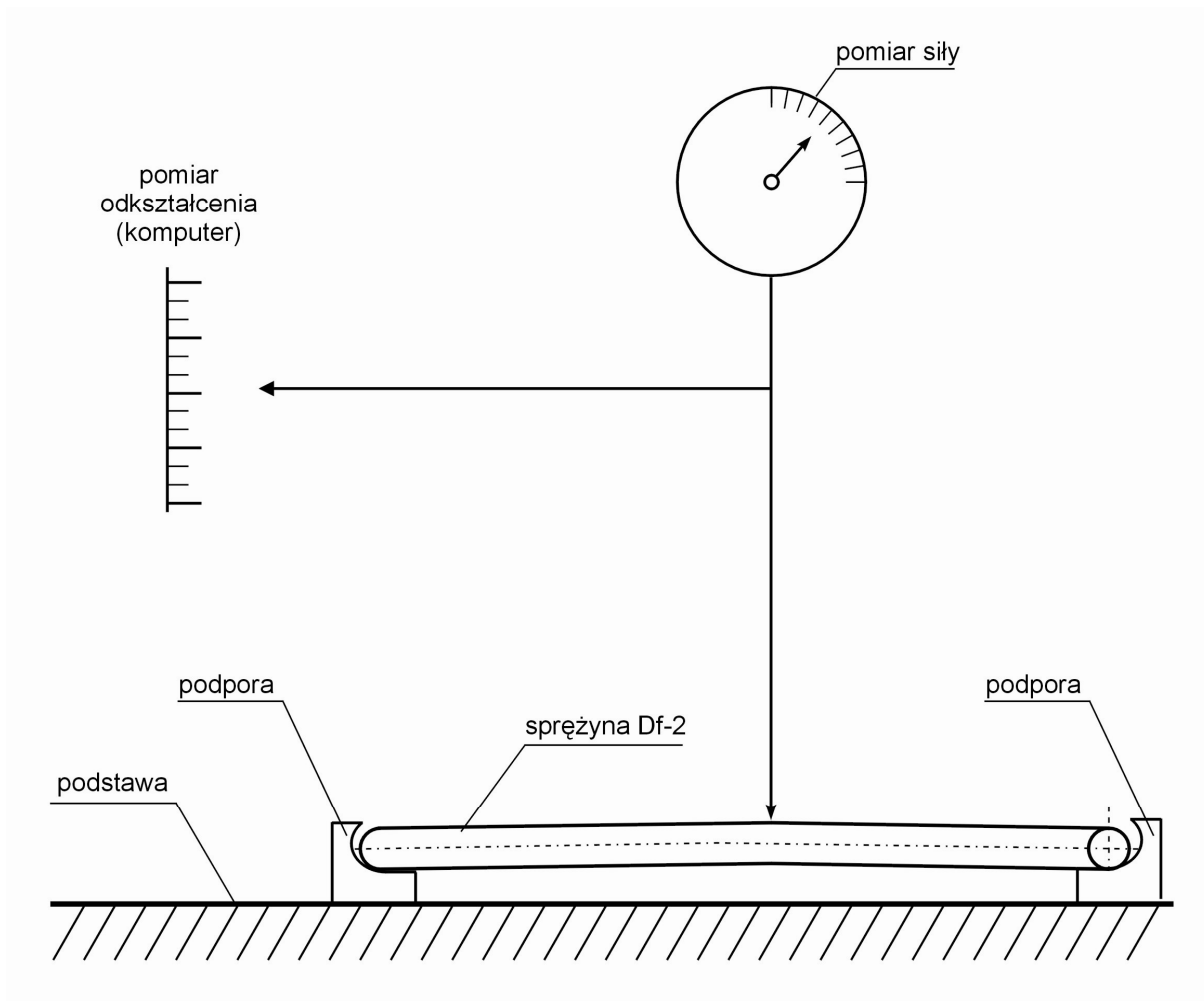 pomiar siły
pomiar
odkształcenia
(komputer)
podpora
podpora
sprężyna Df-2
podstawa